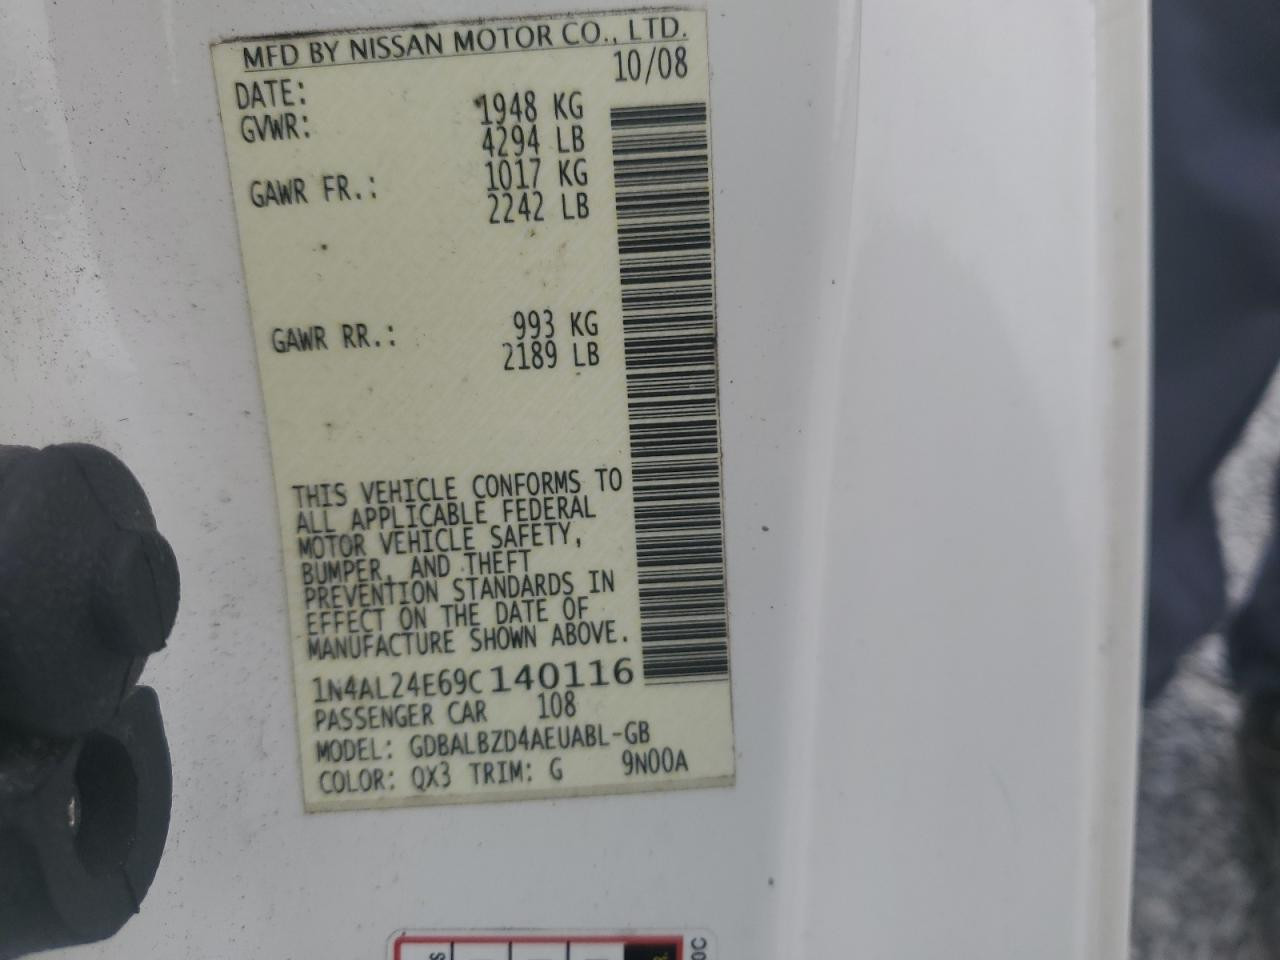 MFD BY NISSAN MOTOR CO., LTD.
DATE: 10/08
GVWR: 1948 KG
4294 LB
GAWR FR.: 1017 KG
2242 LB
GAWR RR.: 993 KG
2189 LB
THIS VEHICLE CONFORMS TO
ALL APPLICABLE FEDERAL
MOTOR VEHICLE SAFETY,
BUMPER, AND THEFT
PREVENTION STANDARDS IN
EFFECT ON THE DATE OF
MANUFACTURE SHOWN ABOVE.
1N4AL24E69C140116
PASSENGER CAR 108
MODEL: GDBALBZD4AEUABL-GB
COLOR: QX3 TRIM: G 9N00A